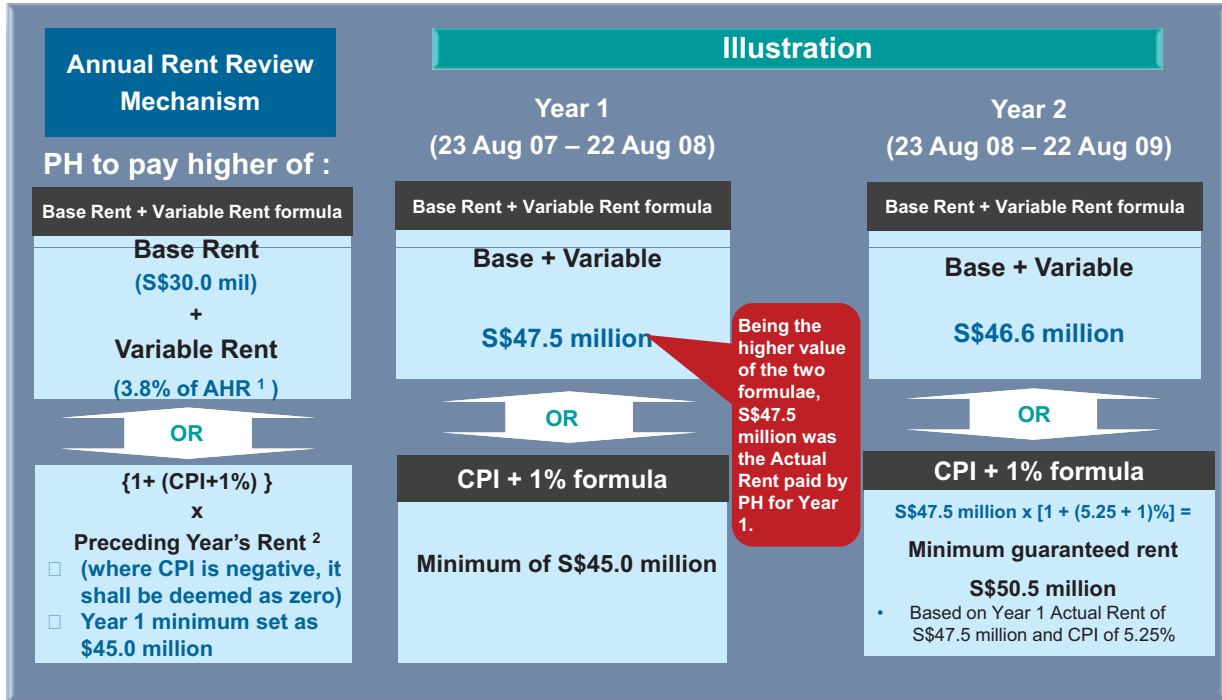 Annual Rent Review
Mechanism
PH to pay higher of :
Base Rent + Variable Rent formula
Base Rent
(S$30.0 mil)
+
Variable Rent
(3.8% of AHR 1 )
OR
{1+ (CPI+1%) }
x
Preceding Year's Rent 2
(where CPI is negative, it
shall be deemed as zero)
Year 1 minimum set as
$45.0 million
Illustration
Year 1
(23 Aug 07 – 22 Aug 08)
Base Rent + Variable Rent formula
Base + Variable
S$47.5 million
OR
CPI + 1% formula
Minimum of S$45.0 million
Being the
higher value
of the two
formulae,
S$47.5
million was
the Actual
Rent paid by
PH for Year
1.
Year 2
(23 Aug 08 – 22 Aug 09)
Base Rent + Variable Rent formula
Base + Variable
S$46.6 million
OR
CPI + 1% formula
S$47.5 million x [1 + (5.25 + 1)%] =
Minimum guaranteed rent
S$50.5 million
• Based on Year 1 Actual Rent of
S$47.5 million and CPI of 5.25%